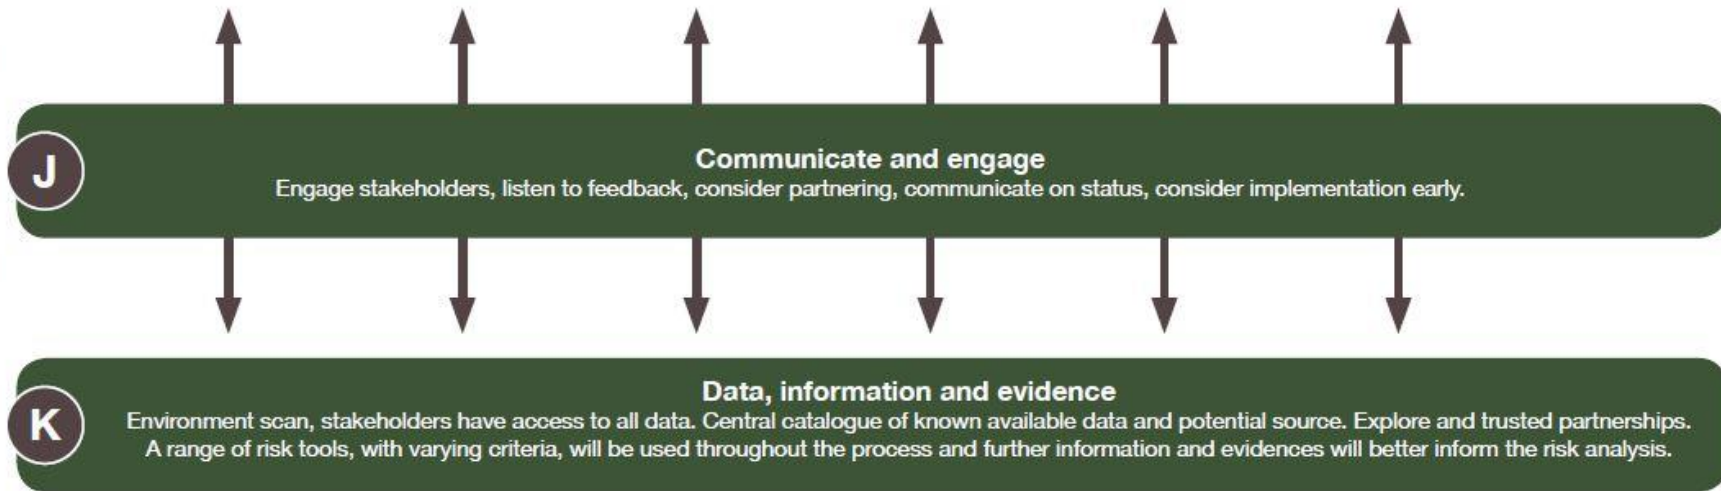 J
Communicate and engage
Engage stakeholders, listen to feedback, consider partnering, communicate on status, consider implementation early.
K
Data, information and evidence
Environment scan, stakeholders have access to all data. Central catalogue of known available data and potential source. Explore and trusted partnerships.
A range of risk tools, with varying criteria, will be used throughout the process and further information and evidences will better inform the risk analysis.